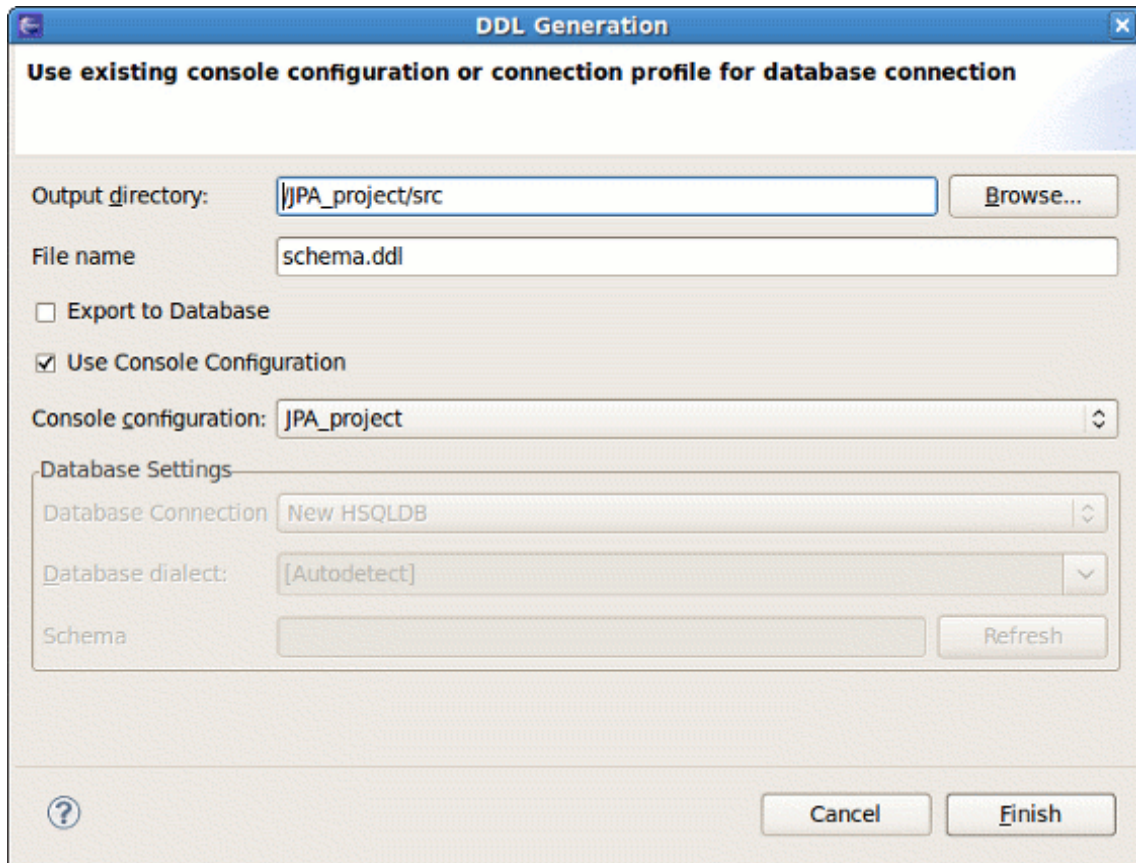 DDL Generation
Use existing console configuration or connection profile for database connection
Output directory: /JPA_project/src Browse...
File name schema.ddl
Export to Database
Use Console Configuration
Console configuration: JPA_project
Database Settings
Database Connection New HSQLDB
Database dialect: [Autodetect]
Schema Refresh
? Cancel Finish